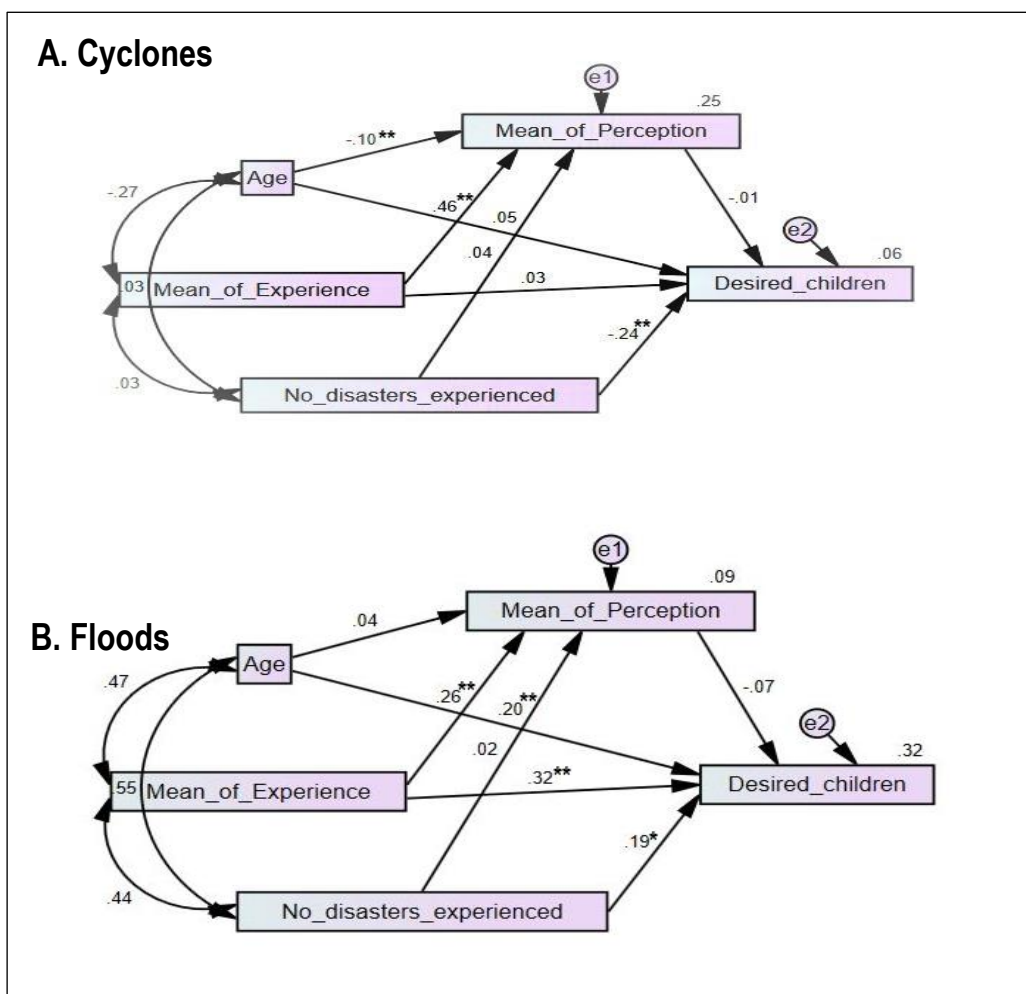 A. Cyclones
e1
.25
Mean_of_Perception
-.10**
Age
-.27
.46**
.05
-.01
e2
.04
.06
.03 Mean_of_Experience
.03
Desired_children
-.24**
.03
No_disasters_experienced
e1
.09
Mean_of_Perception
.04
B. Floods
Age
.47
.26**
.20**
-.07
e2
.02
.32
.55 Mean_of_Experience
.32**
Desired_children
.19*
.44
No_disasters_experienced